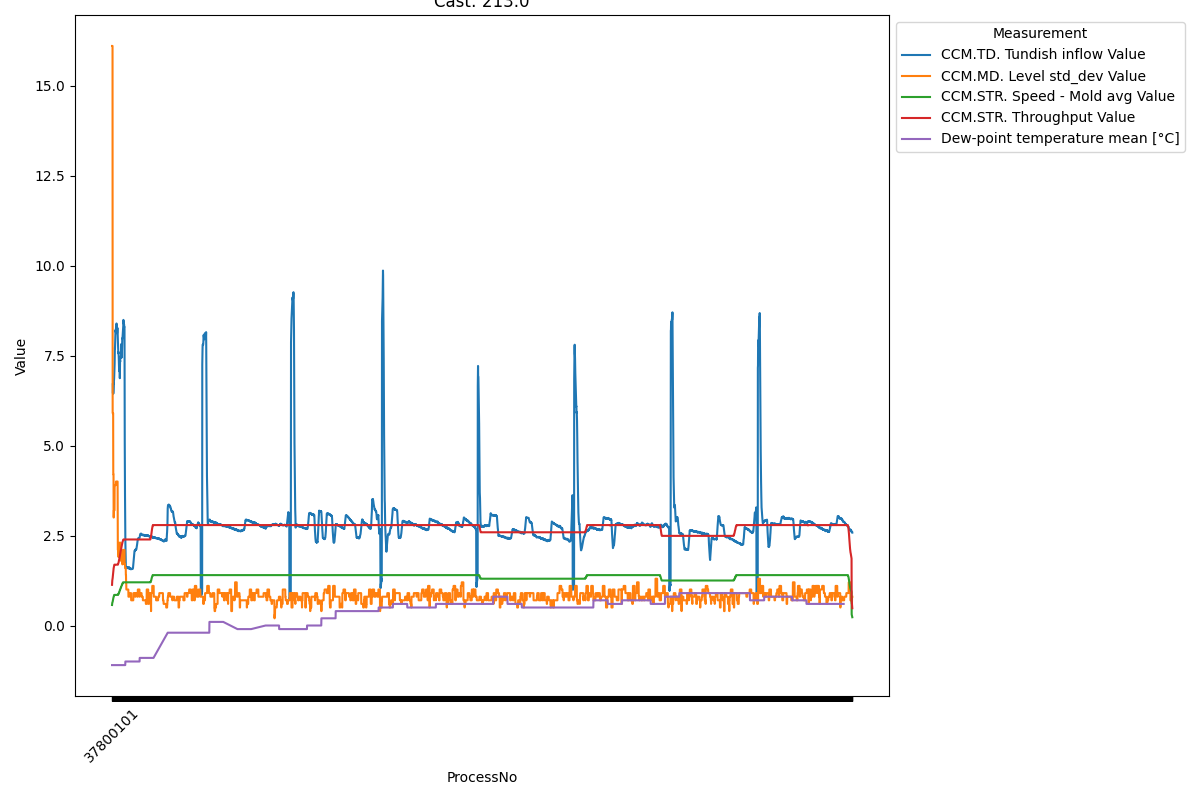 Cast: 213.0
Measurement
CCM.TD. Tundish inflow Value
CCM.MD. Level std_dev Value
CCM.STR. Speed - Mold avg Value
CCM.STR. Throughput Value
Dew-point temperature mean [°C]
15.0
12.5
10.0
7.5
5.0
2.5
0.0
Value
37800101
ProcessNo